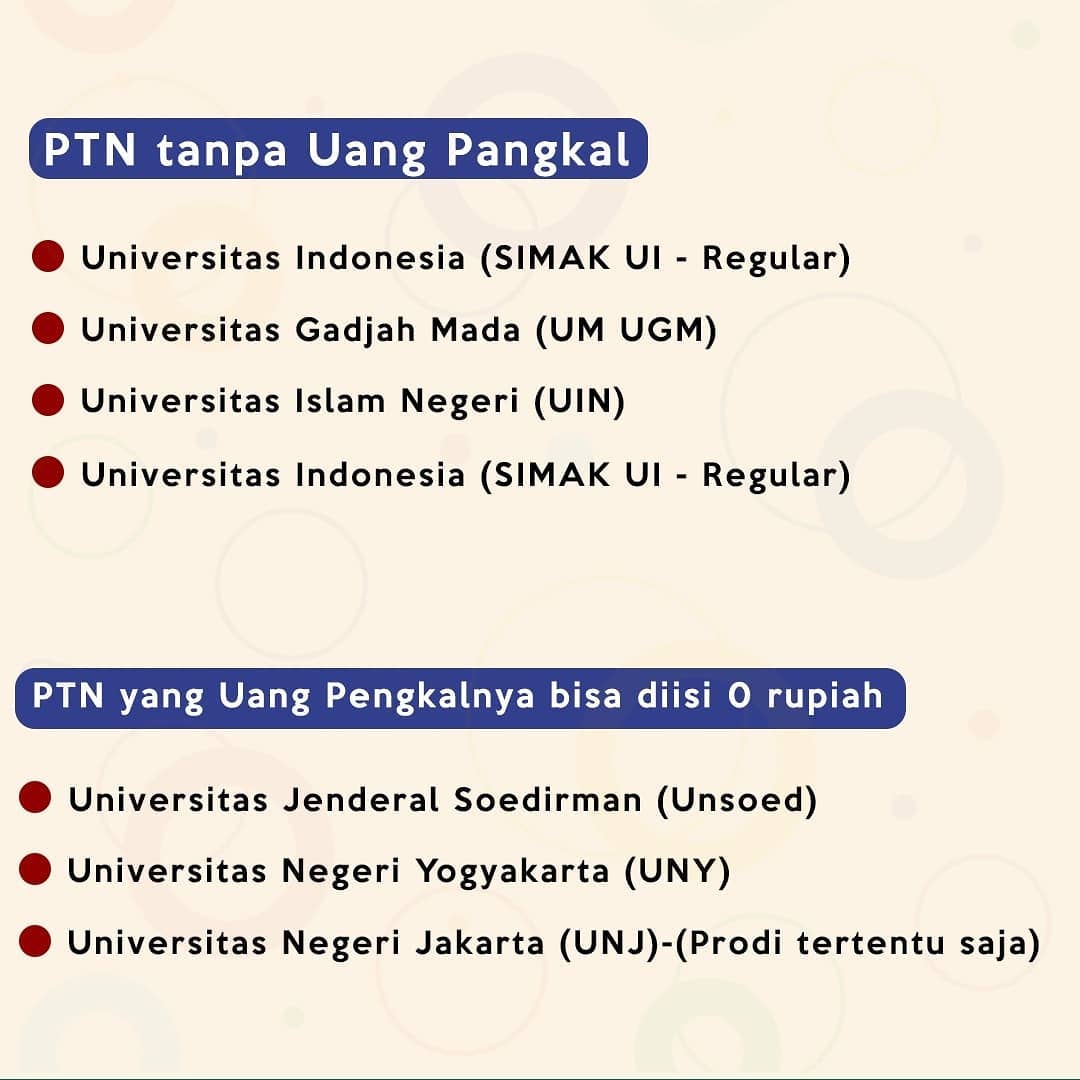 PTN tanpa Uang Pangkal
Universitas Indonesia (SIMAK UI - Regular)
Universitas Gadjah Mada (UM UGM)
Universitas Islam Negeri (UIN)
Universitas Indonesia (SIMAK UI - Regular)
PTN yang Uang Pengkalnya bisa diisi 0 rupiah
Universitas Jenderal Soedirman (Unsoed)
Universitas Negeri Yogyakarta (UNY)
Universitas Negeri Jakarta (UNJ)-(Prodi tertentu saja)